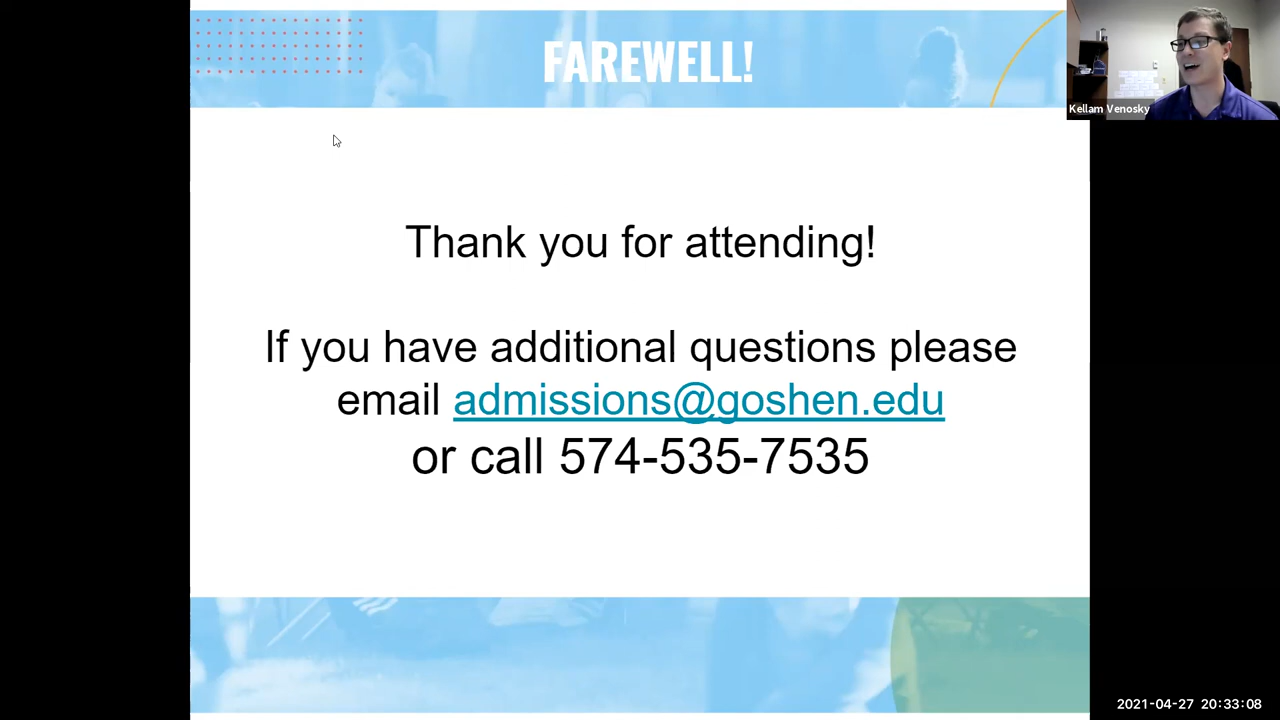 FAREWELL!
Kellam Venosky
Thank you for attending!
If you have additional questions please
email admissions@goshen.edu
or call 574-535-7535
2021-04-27 20:33:08